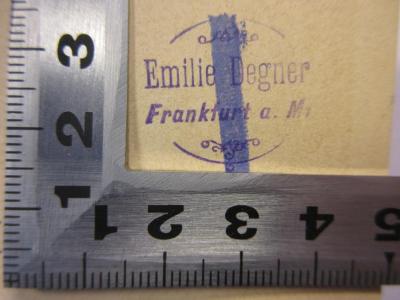 Emilie Degner
Frankfurt a. M.
3
2
1
1 2 3 4 5